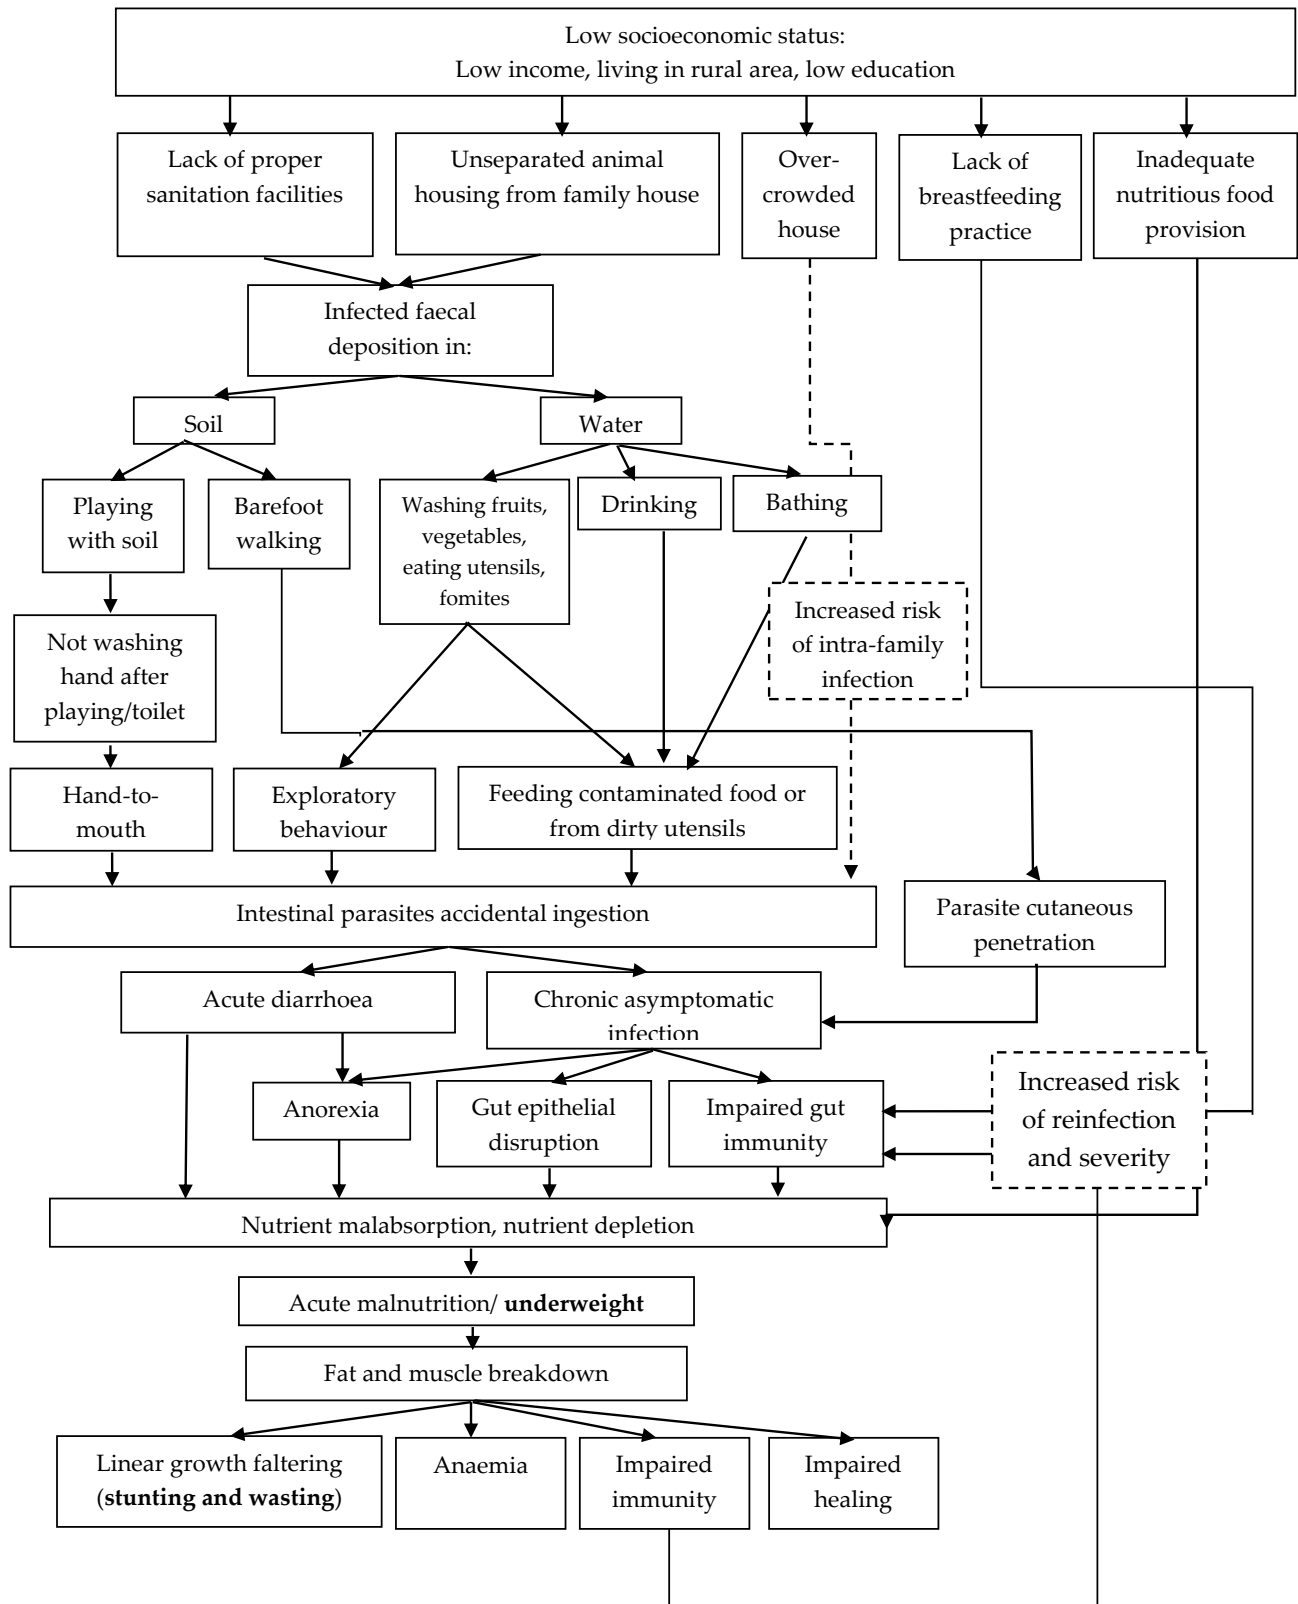 Low socioeconomic status:
Low income, living in rural area, low education
Lack of proper
sanitation facilities
Unseparated animal
housing from family house
Over-
crowded
house
Lack of
breastfeeding
practice
Inadequate
nutritious food
provision
Infected faecal
deposition in:
Soil
Water
Playing
with soil
Barefoot
walking
Washing fruits,
vegetables,
eating utensils,
fomites
Drinking
Bathing
Not washing
hand after
playing/toilet
Increased risk
of intra-family
infection
Hand-to-
mouth
Exploratory
behaviour
Feeding contaminated food or
from dirty utensils
Intestinal parasites accidental ingestion
Parasite cutaneous
penetration
Acute diarrhoea
Chronic asymptomatic
infection
Anorexia
Gut epithelial
disruption
Impaired gut
immunity
Increased risk
of reinfection
and severity
Nutrient malabsorption, nutrient depletion
Acute malnutrition/ underweight
Fat and muscle breakdown
Linear growth faltering
(stunting and wasting)
Anaemia
Impaired
immunity
Impaired
healing